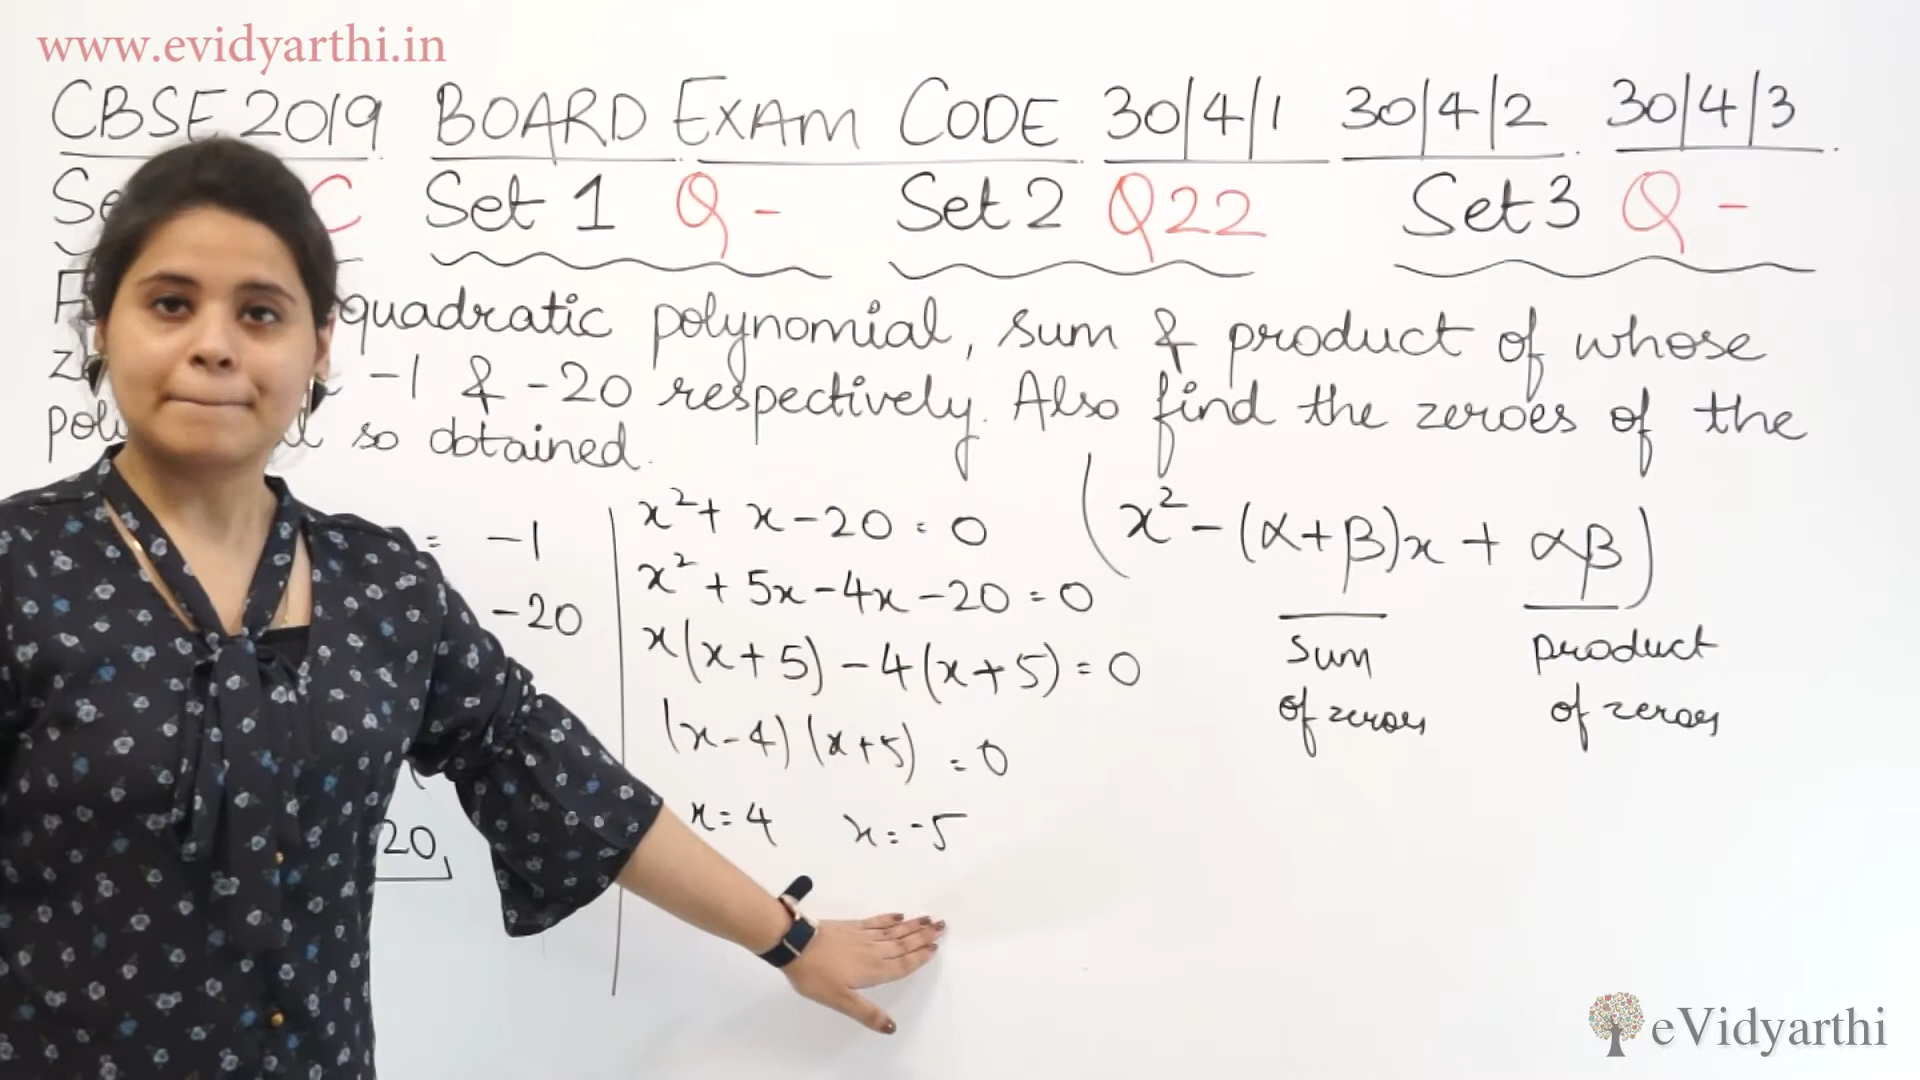 www.evidyarthi.in
CBSE 2019 BOARD EXAM CODE 30/4/1 30/4/2 30/4/3
C Set 1 Q - Set 2 Q22 Set 3 Q -
quadratic polynomial, sum & product of whose
-1 & -20 respectively. Also find the zeroes of the
so obtained.
= -1
-20
20
x² + x - 20 = 0
x² + 5x - 4x - 20 = 0
x(x + 5) - 4(x + 5) = 0
(x - 4) (x + 5) = 0
x = 4 x = -5
(x² - (α + β)x + αβ)
sum of zeroes
product of zeroes
eVidyarthi